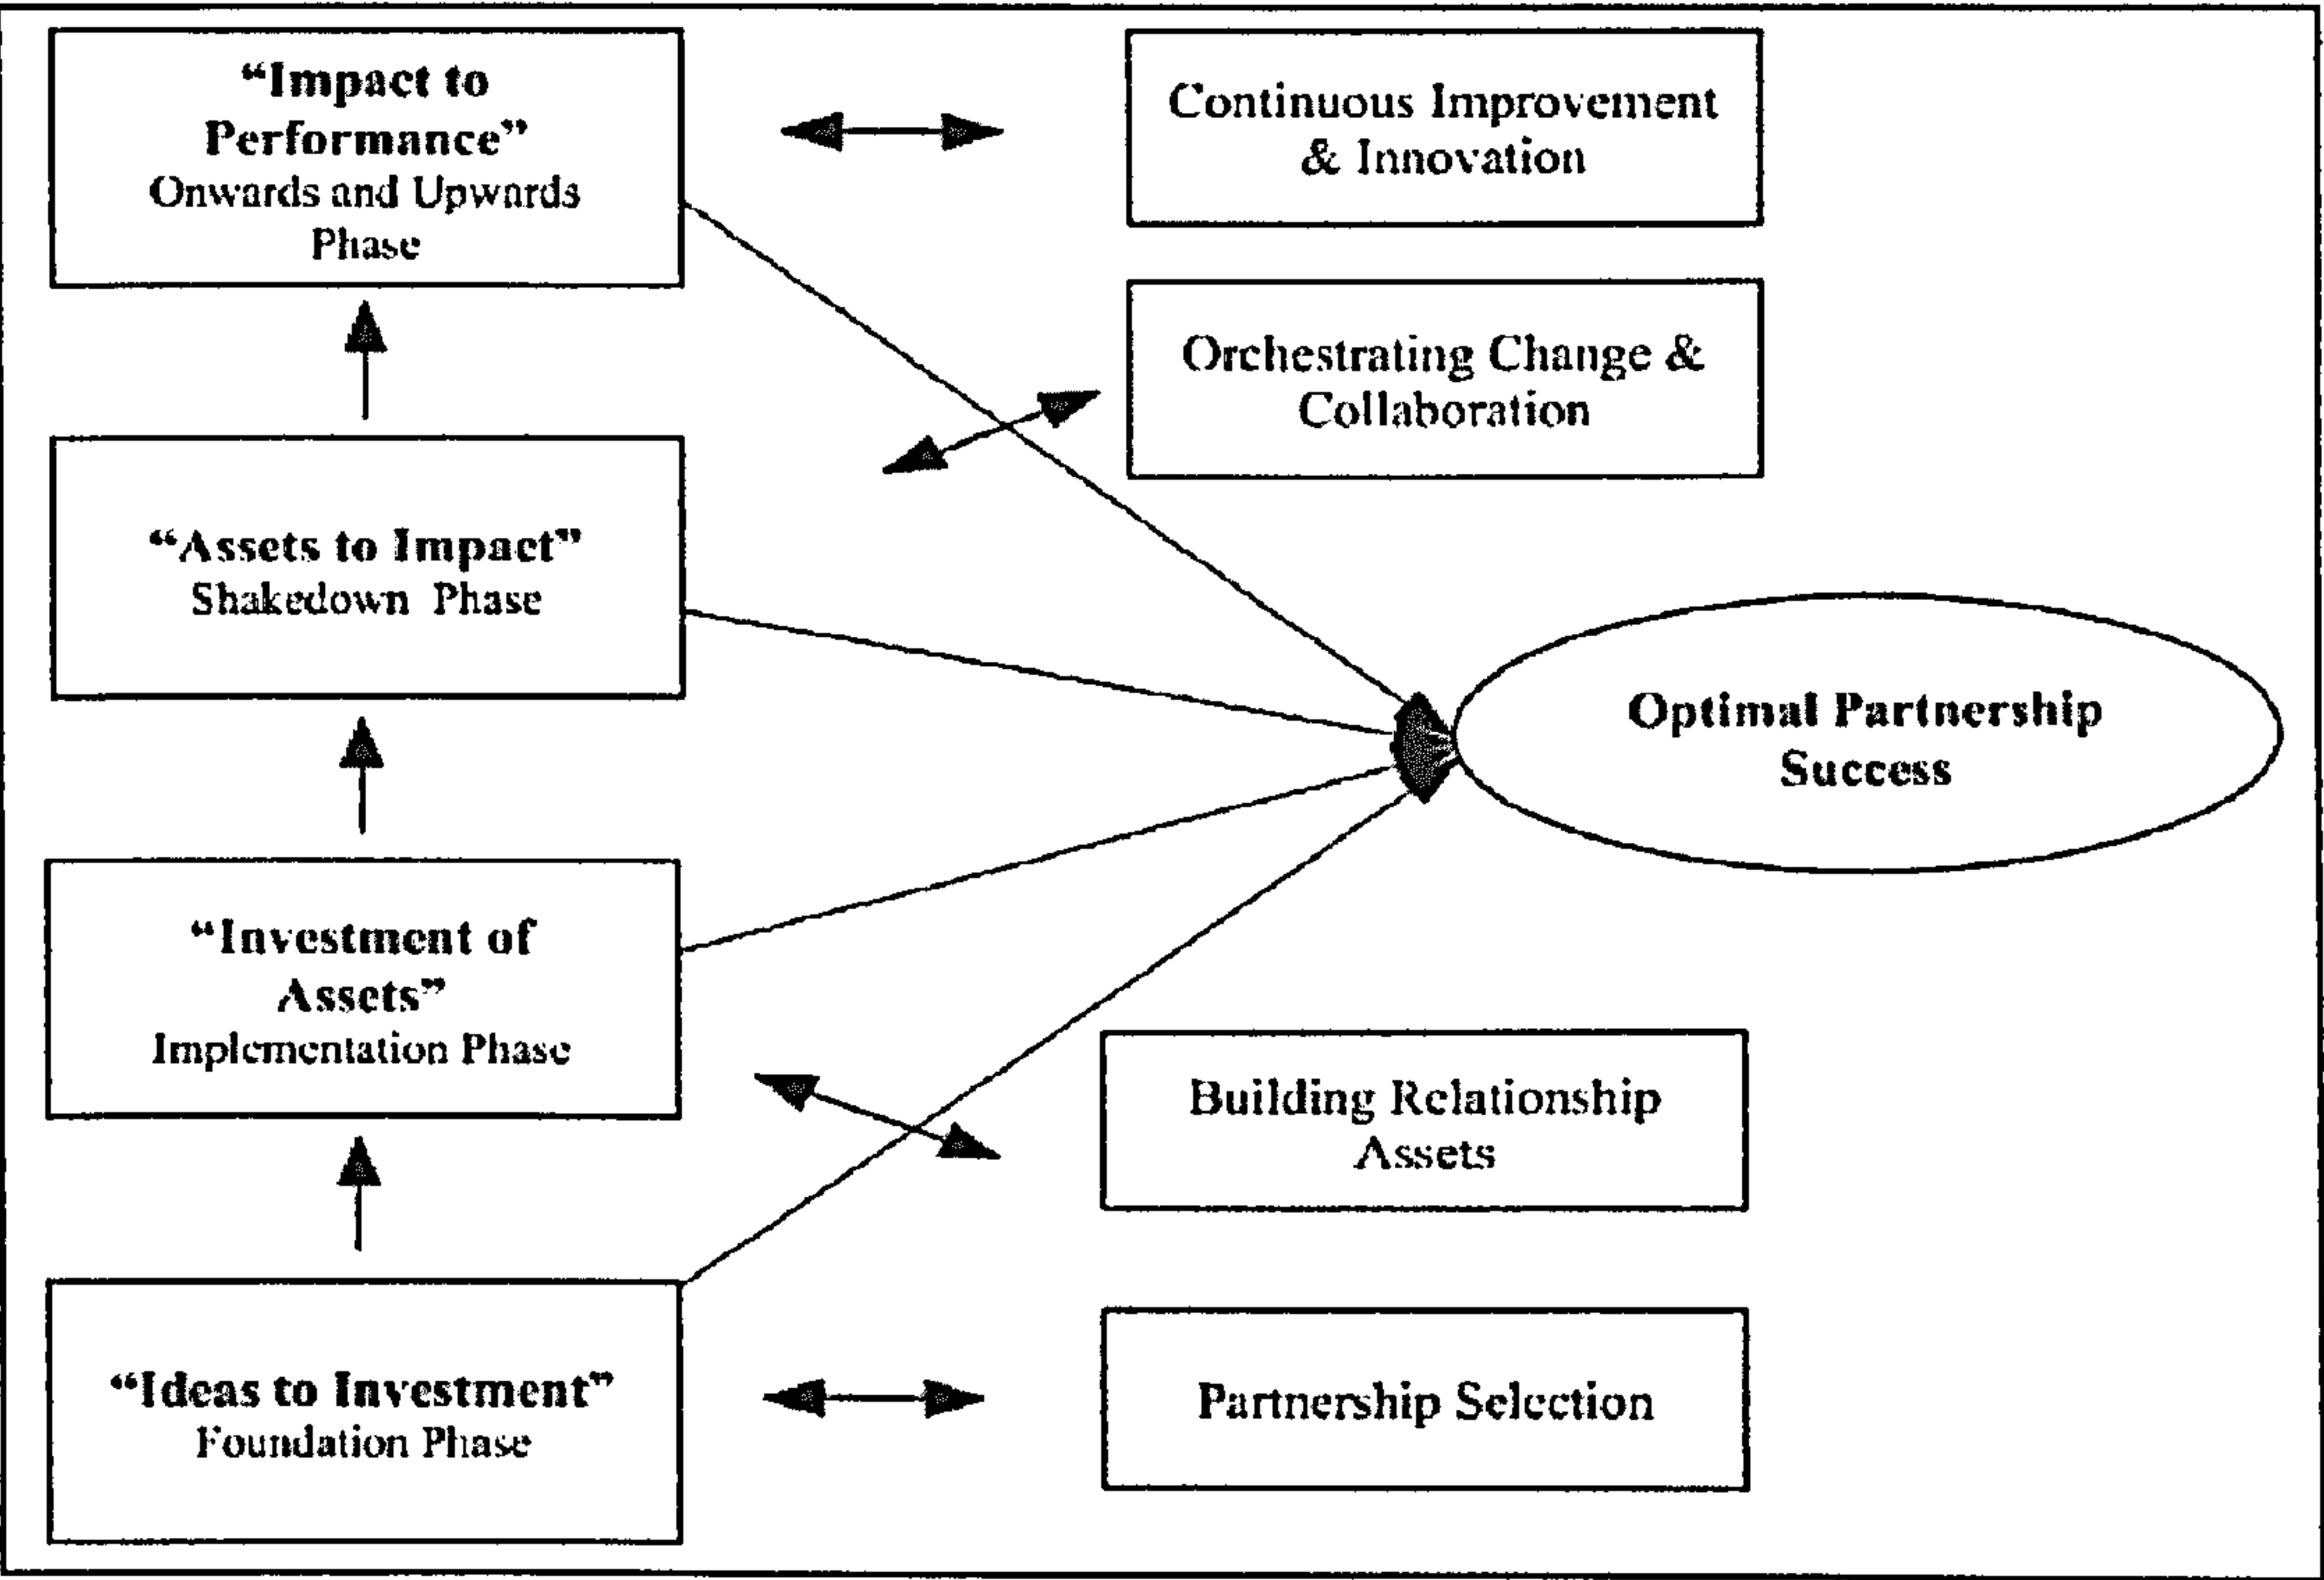 “Impact to
Performance”
Onwards and Upwards
Phase
Continuous Improvement
& Innovation
Orchestrating Change &
Collaboration
“Assets to Impact”
Shakedown Phase
Optimal Partnership
Success
“Investment of
Assets”
Implementation Phase
Building Relationship
Assets
“Ideas to Investment”
Foundation Phase
Partnership Selection